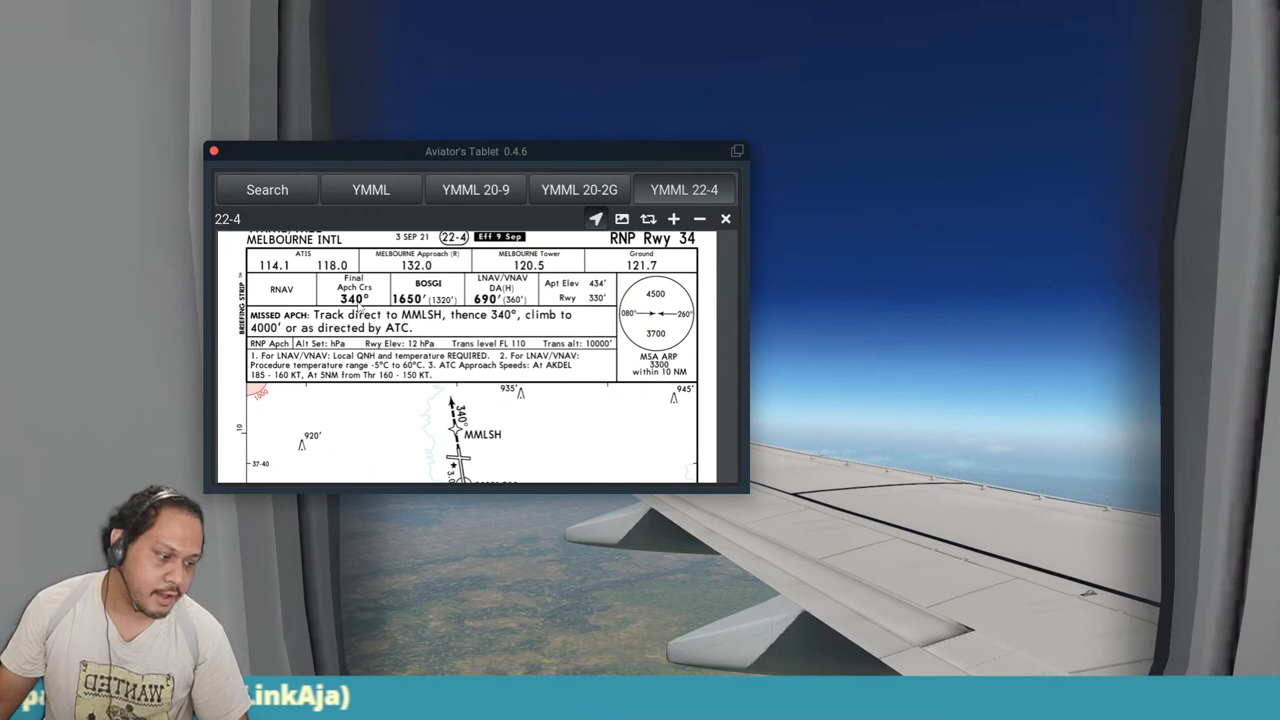 Aviator's Tablet 0.4.6
Search YMML YMML 20-9 YMML 20-2G YMML 22-4
22-4
MELBOURNE INTL 3 SEP 21 22-4 Eff 9 Sep RNP Rwy 34
ATIS MELBOURNE Approach (R) MELBOURNE Tower Ground
114.1 118.0 132.0 120.5 121.7
BRIEFING STRIP
RNAV
Final
Apch Crs
340°
BOSGI
1650' (1320')
LNAV/VNAV
DA(H)
690' (360')
Apt Elev 434'
Rwy 330'
MISSED APCH: Track direct to MMLSH, thence 340°, climb to
4000' or as directed by ATC.
RNP Apch Alt Set: hPa Rwy Elev: 12 hPa Trans level FL 110 Trans alt: 10000'
1. For LNAV/VNAV: Local QNH and temperature REQUIRED. 2. For LNAV/VNAV:
Procedure temperature range -5°C to 60°C. 3. ATC Approach Speeds: At AKDEL
185 - 160 KT, At 5NM from Thr 160 - 150 KT.
4500
080° 260°
3700
MSA ARP
3300
within 10 NM
1000
935'
945'
340°
MMLSH
920'
10
37-40
WANTED
LinkAja)